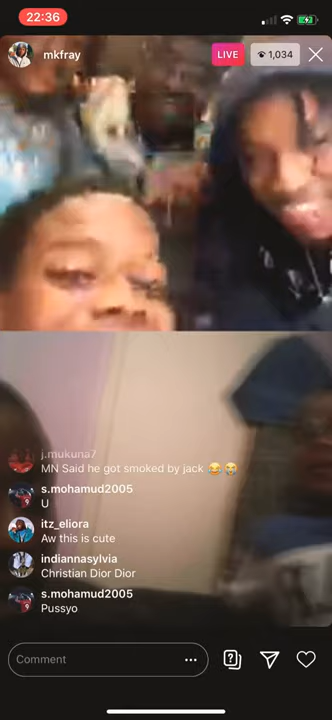 22:36
mkfray
LIVE
1,034
j.mukuna7
MN Said he got smoked by jack 😂😭
s.mohamud2005
U
itz_eliora
Aw this is cute
indiannasylvia
Christian Dior Dior
s.mohamud2005
Pussyo
Comment